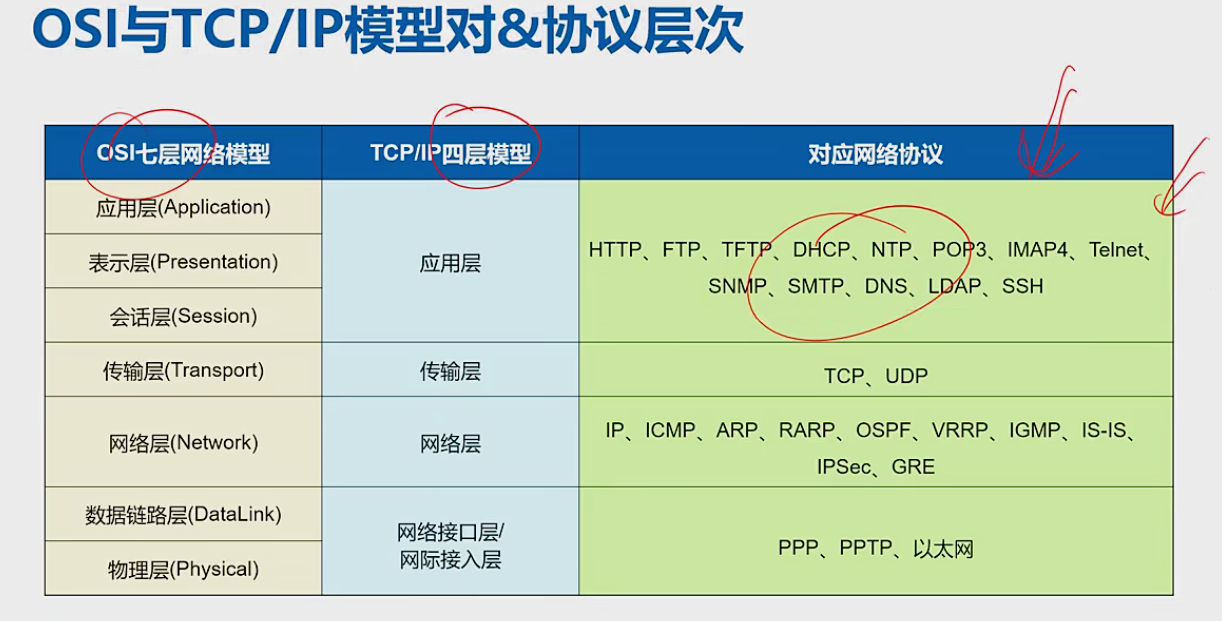 OSI与TCP/IP模型对&协议层次
OSI七层网络模型
TCP/IP四层模型
对应网络协议
应用层(Application)
表示层(Presentation)
会话层(Session)
应用层
HTTP、FTP、TFTP、DHCP、NTP、POP3、IMAP4、Telnet、
SNMP、SMTP、DNS、LDAP、SSH
传输层(Transport)
传输层
TCP、UDP
网络层(Network)
网络层
IP、ICMP、ARP、RARP、OSPF、VRRP、IGMP、IS-IS、
IPSec、GRE
数据链路层(DataLink)
物理层(Physical)
网络接口层/
网际接入层
PPP、PPTP、以太网